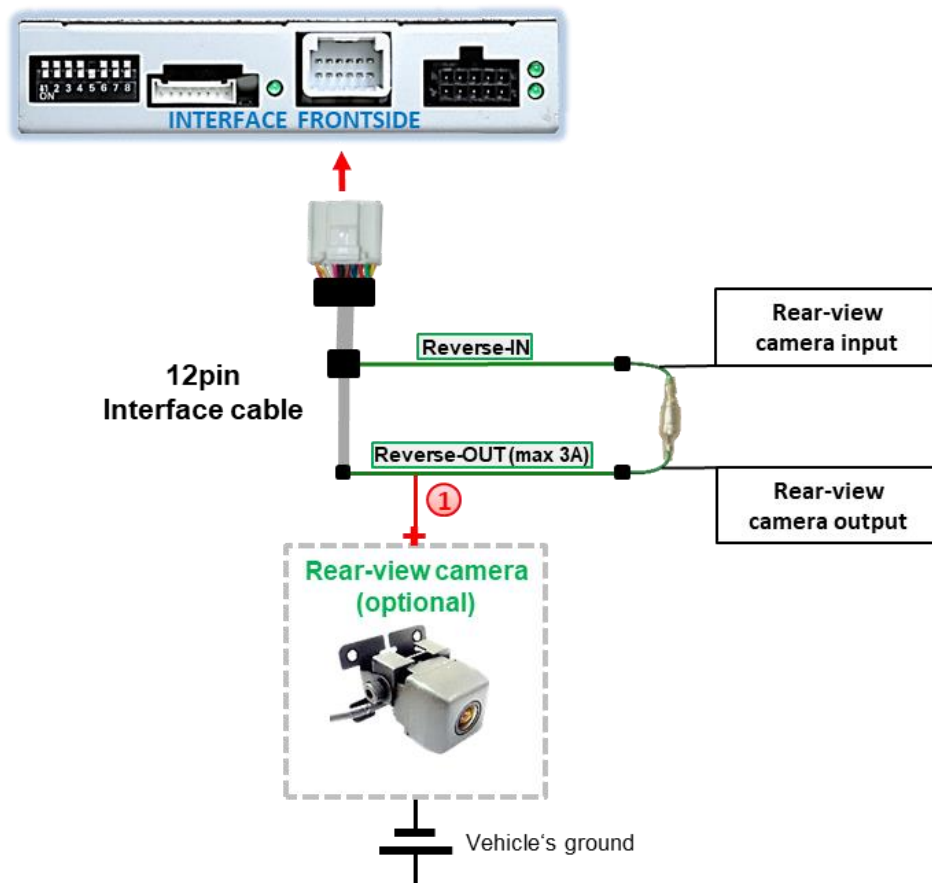 1 2 3 4 5 6 7 8
ON
INTERFACE FRONTSIDE
Reverse-IN
Rear-view
camera input
12pin
Interface cable
Reverse-OUT (max 3A)
1
Rear-view
camera output
Rear-view camera
(optional)
Vehicle‘s ground